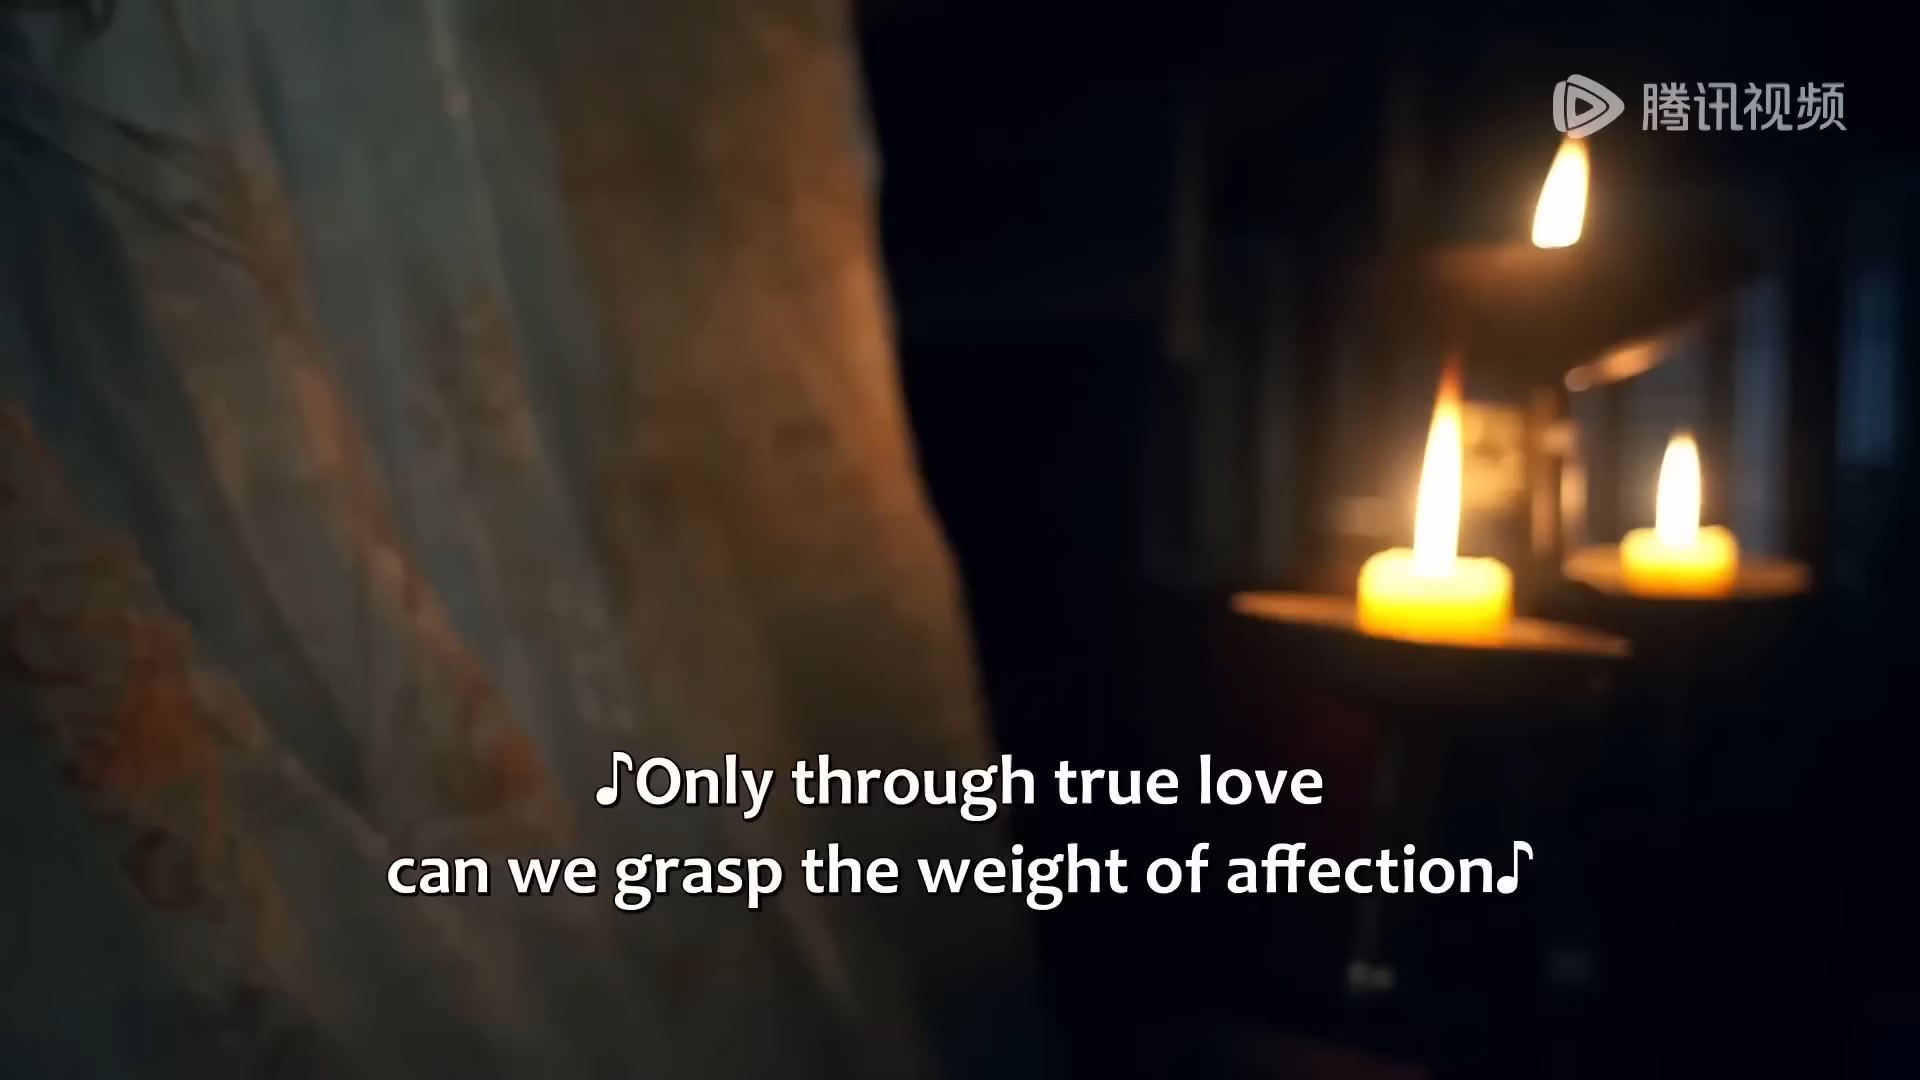 腾讯视频
♪Only through true love
can we grasp the weight of affection♪